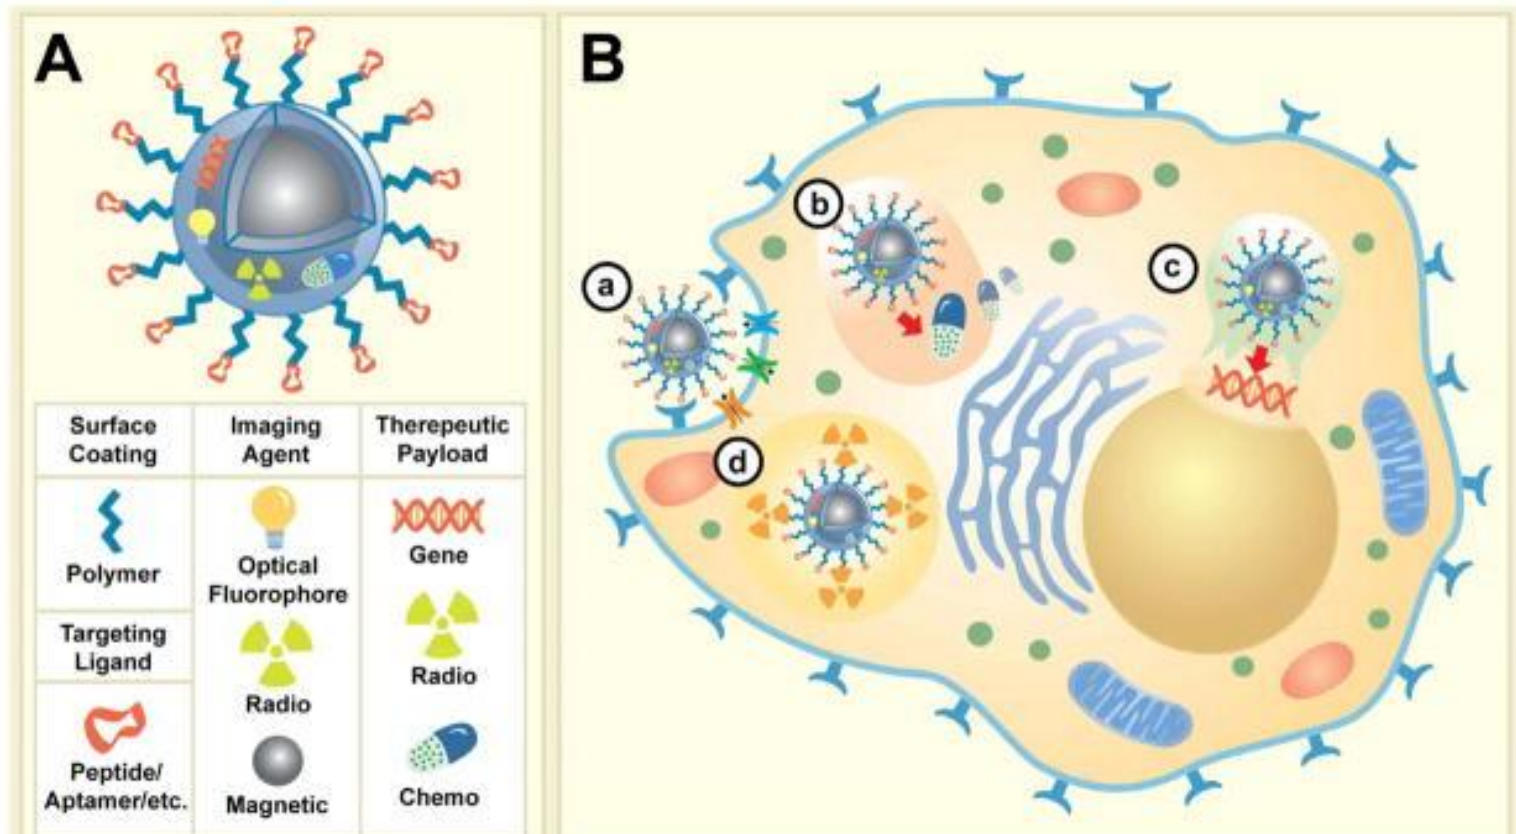 A
Surface
Coating
Imaging
Agent
Therepeutic
Payload
Polymer
Targeting
Ligand
Peptide/
Aptamer/etc.
Optical
Fluorophore
Radio
Magnetic
Gene
Radio
Chemo
B
a
b
c
d